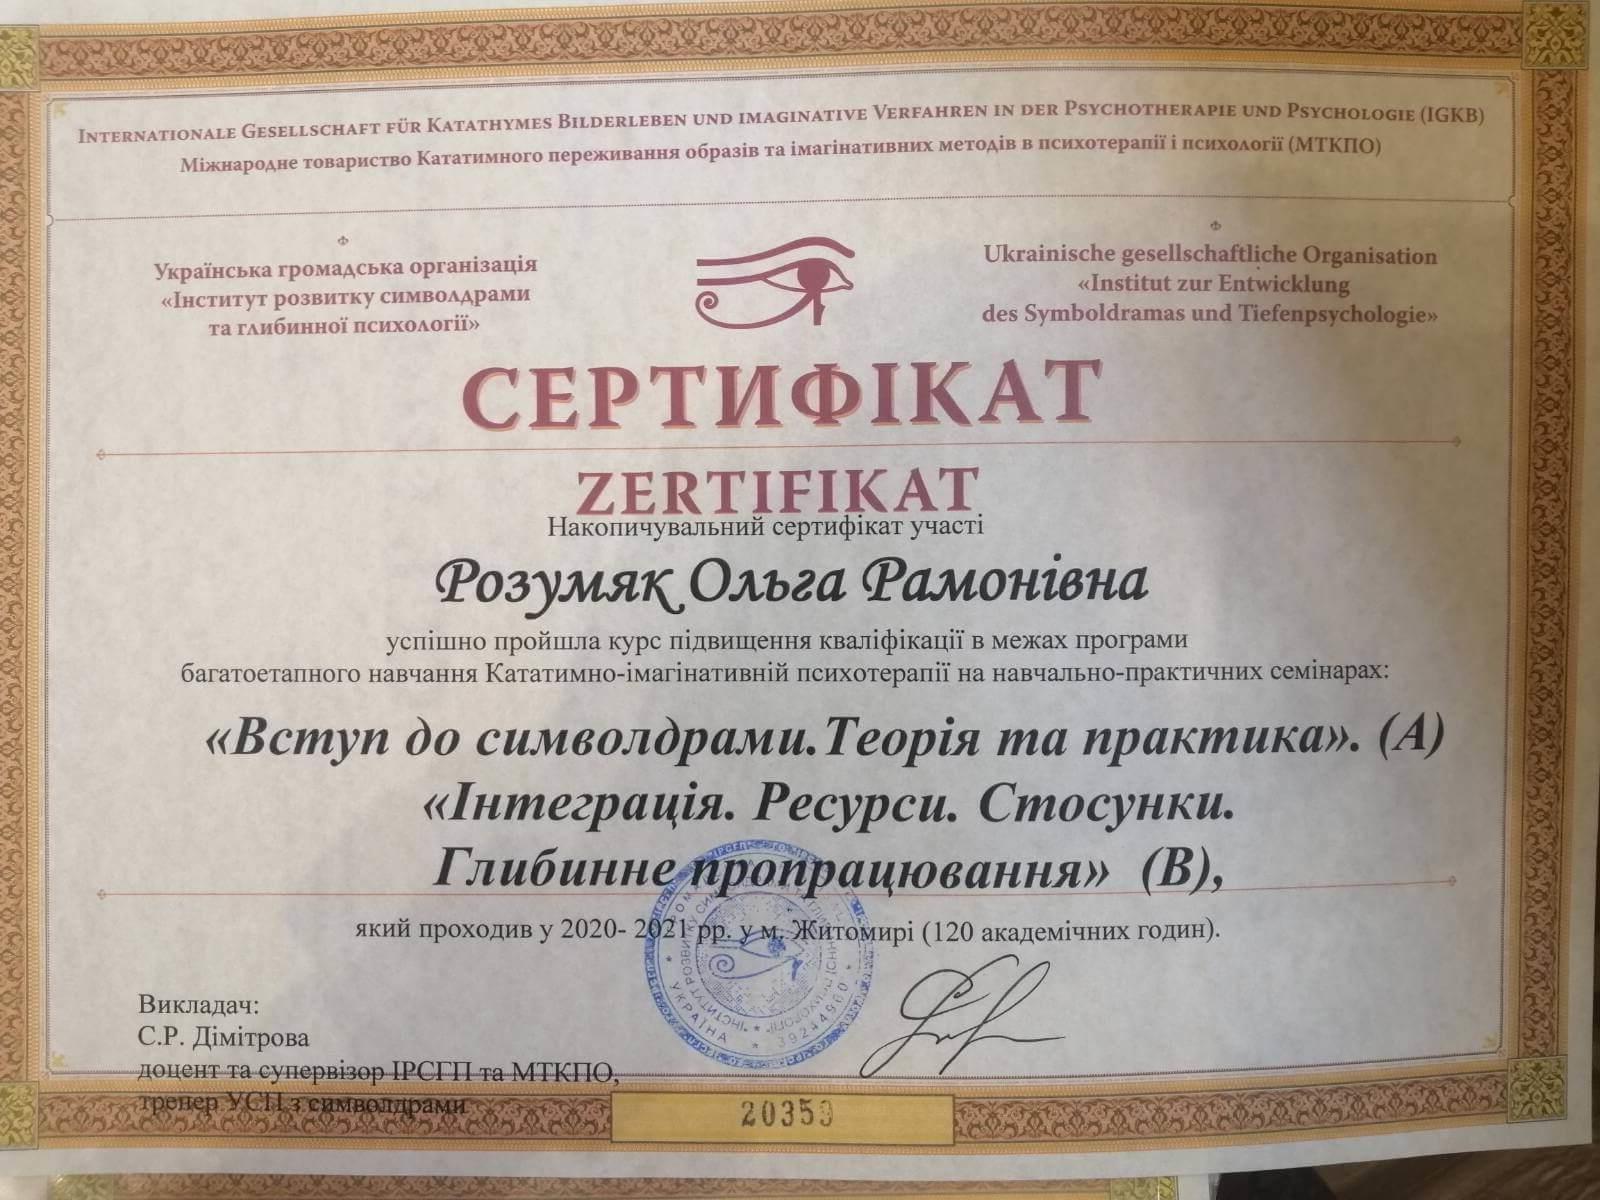 Internationale Gesellschaft für Katathymes Bilderleben und imaginative Verfahren in der Psychotherapie und Psychologie (IGKB)
Міжнародне товариство Кататимного переживання образів та імагінативних методів в психотерапії і психології (МТКПО)
Українська громадська організація
«Інститут розвитку символдрами
та глибинної психології»
Ukrainische gesellschaftliche Organisation
«Institut zur Entwicklung
des Symboldramas und Tiefenpsychologie»
СЕРТИФІКАТ
ZERTIFIKAT
Накопичувальний сертифікат участі
Розумяк Ольга Рамонівна
успішно пройшла курс підвищення кваліфікації в межах програми
багатоетапного навчання Кататимно-імагінативній психотерапії на навчально-практичних семінарах:
«Вступ до символдрами.Теорія та практика». (А)
«Інтеграція. Ресурси. Стосунки.
Глибинне пропрацювання» (В),
який проходив у 2020- 2021 рр. у м. Житомирі (120 академічних годин).
УКРАЇНА
39244960
Викладач:
С.Р. Дімітрова
доцент та супервізор ІРСГП та МТКПО,
тренер УСП з символдрами
20359